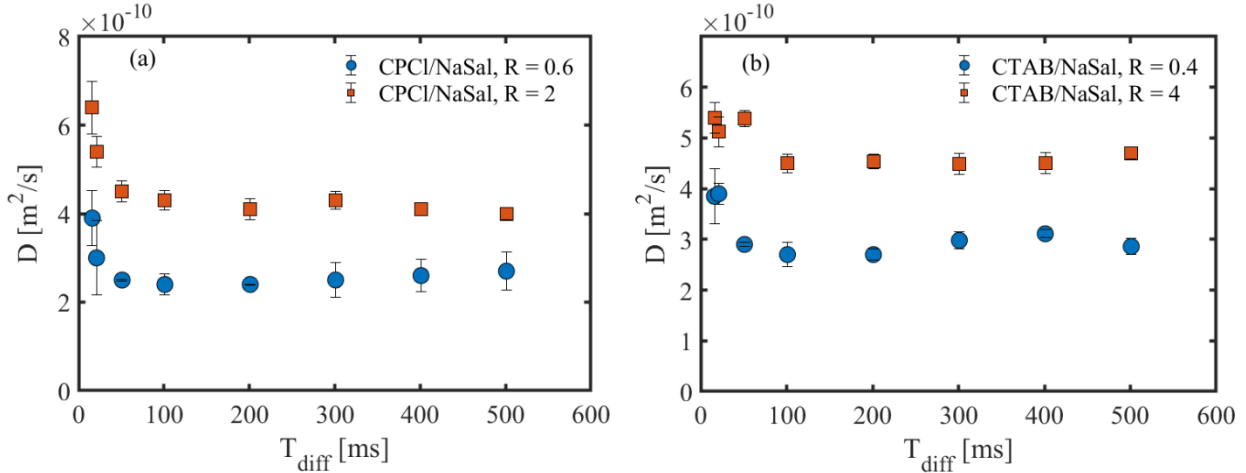 ×10⁻¹⁰
(a)
CPCl/NaSal, R = 0.6
CPCl/NaSal, R = 2
8
6
4
2
0
D [m²/s]
0 100 200 300 400 500 600
T_diff [ms]
×10⁻¹⁰
(b)
CTAB/NaSal, R = 0.4
CTAB/NaSal, R = 4
6
5
4
3
2
1
0
D [m²/s]
0 100 200 300 400 500 600
T_diff [ms]